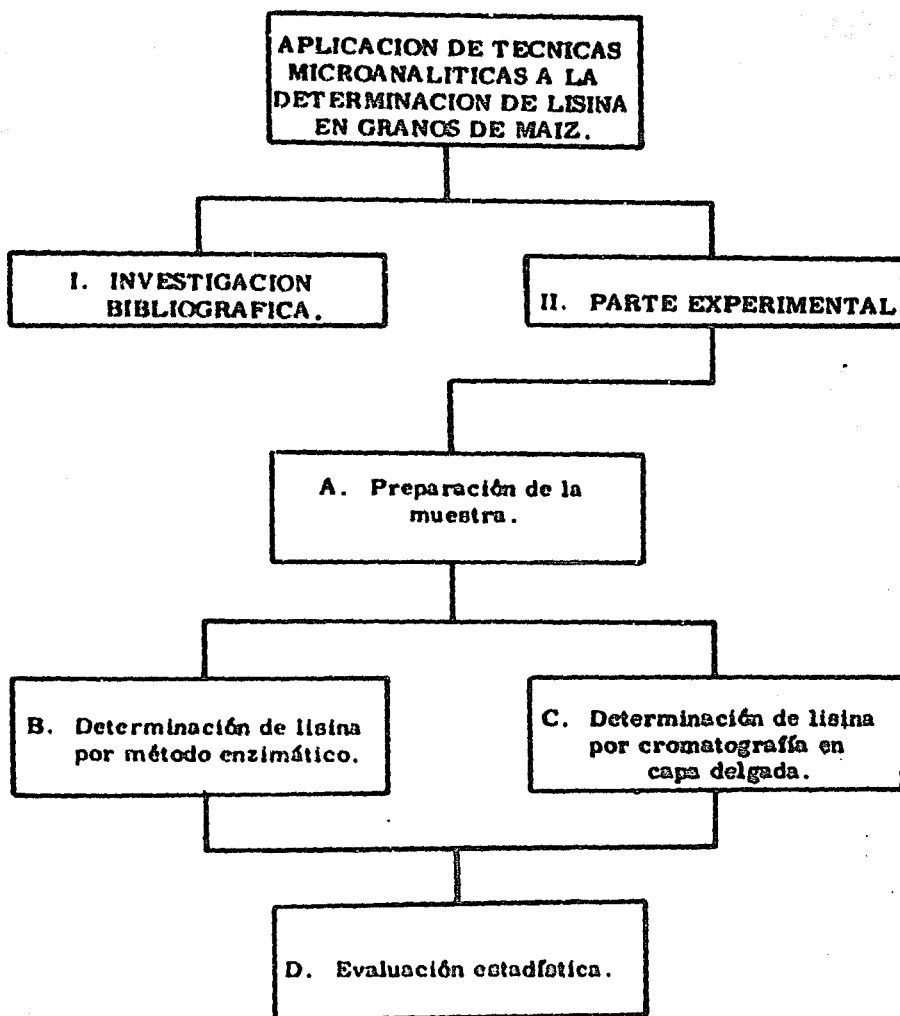 APLICACION DE TECNICAS
MICROANALITICAS A LA
DETERMINACION DE LISINA
EN GRANOS DE MAIZ.
I. INVESTIGACION
BIBLIOGRAFICA.
II. PARTE EXPERIMENTAL.
A. Preparación de la
muestra.
B. Determinación de lisina
por método enzimático.
C. Determinación de lisina
por cromatografía en
capa delgada.
D. Evaluación estadística.